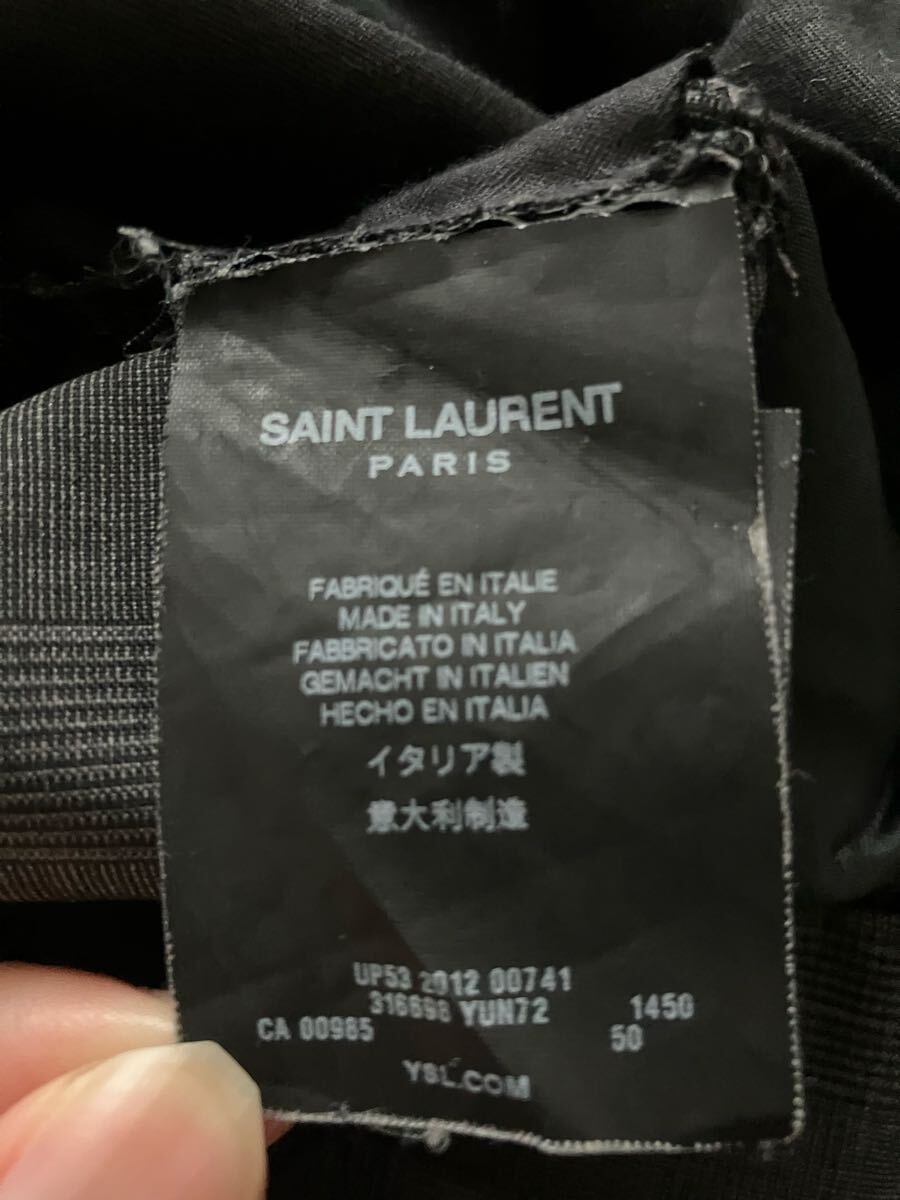 SAINT LAURENT
PARIS
FABRIQUÉ EN ITALIE
MADE IN ITALY
FABBRICATO IN ITALIA
GEMACHT IN ITALIEN
HECHO EN ITALIA
イタリア製
意大利制造
UP53 2012 00741
316698 YUN72 1450
CA 00985 50
YSL.COM